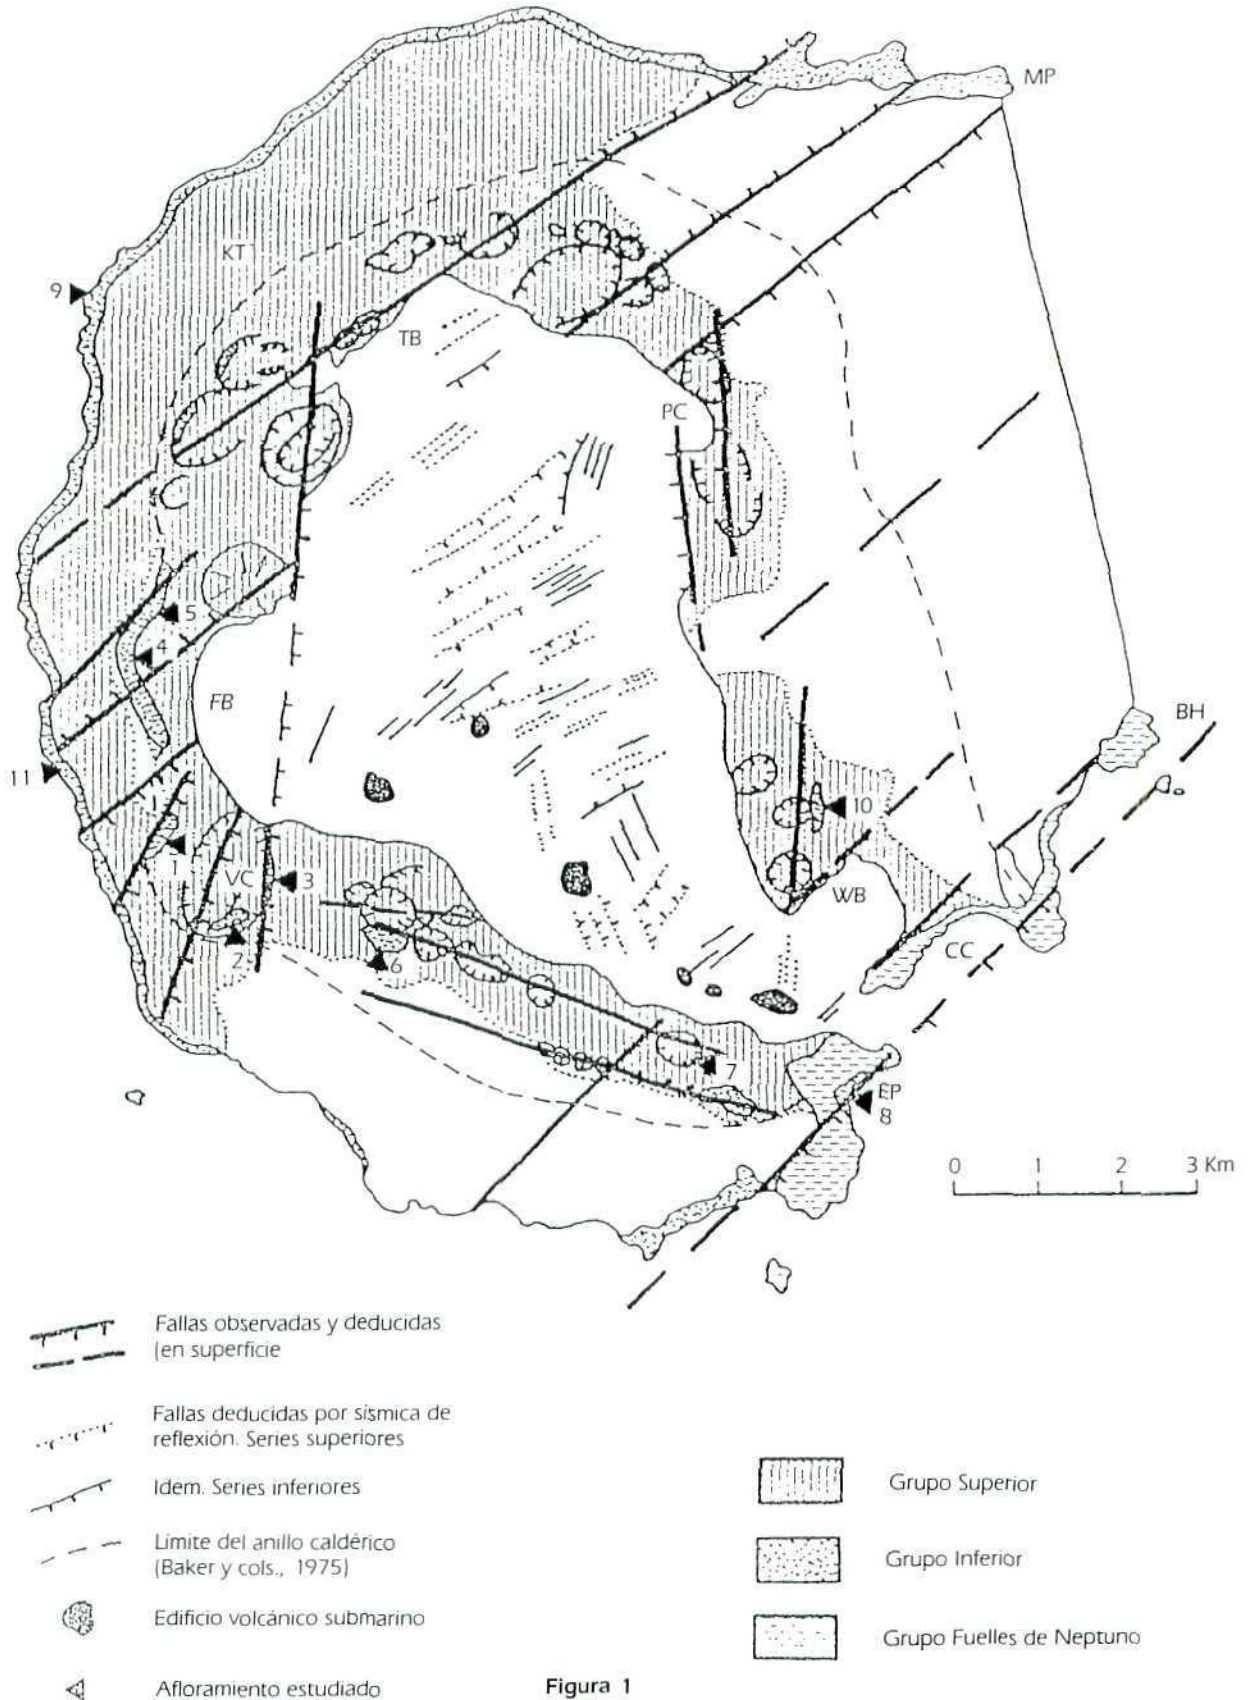 MP
KT
9
TB
PC
5
4
FB
BH
11
10
1
VC
3
WB
2
6
CC
7
EP
8
0 1 2 3 Km
Fallas observadas y deducidas
(en superficie
Fallas deducidas por sísmica de
reflexión. Series superiores
Idem. Series inferiores
Límite del anillo caldérico
(Baker y cols., 1975)
Edificio volcánico submarino
Afloramiento estudiado
Grupo Superior
Grupo Inferior
Grupo Fuelles de Neptuno
Figura 1